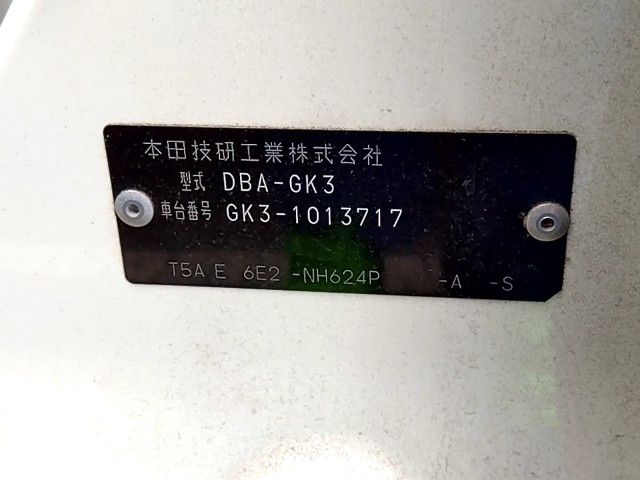 本田技研工業株式会社
型式 DBA-GK3
車台番号 GK3-1013717
T5A E 6E2 -NH624P -A -S